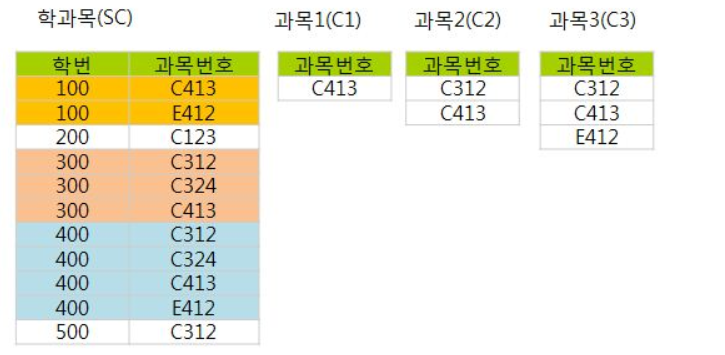 학과목(SC) 과목1(C1) 과목2(C2) 과목3(C3)
학번 과목번호 과목번호 과목번호 과목번호
100 C413 C413 C312 C312
100 E412 C413 C413
200 C123 E412
300 C312
300 C324
300 C413
400 C312
400 C324
400 C413
400 E412
500 C312